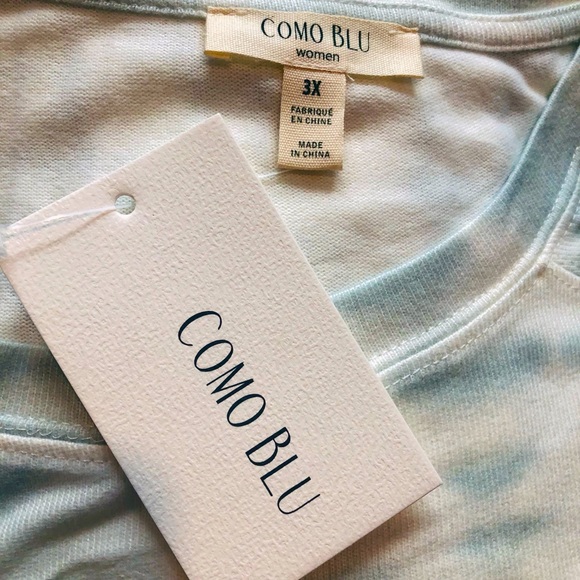 COMO BLU
women
3X
FABRIQUÉ
EN CHINE
MADE
IN CHINA
COMO BLU